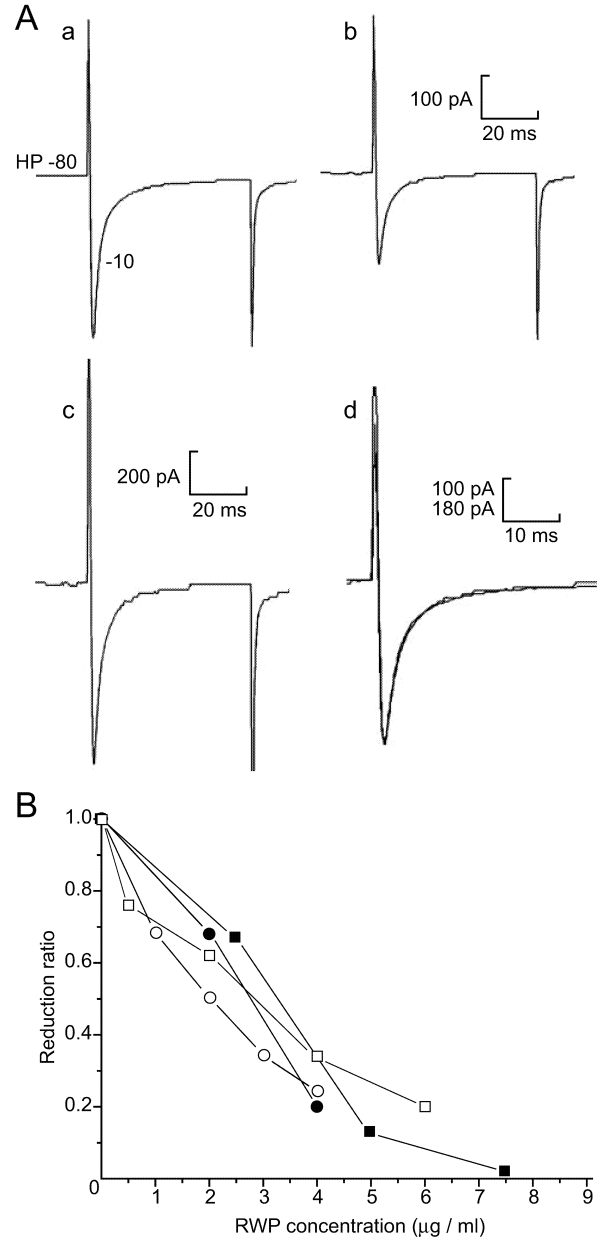 A
a
b
HP -80
-10
100 pA
20 ms
c
d
200 pA
20 ms
100 pA
180 pA
10 ms
B
Reduction ratio
1.0
0.8
0.6
0.4
0.2
0
1 2 3 4 5 6 7 8 9
RWP concentration (μg / ml)